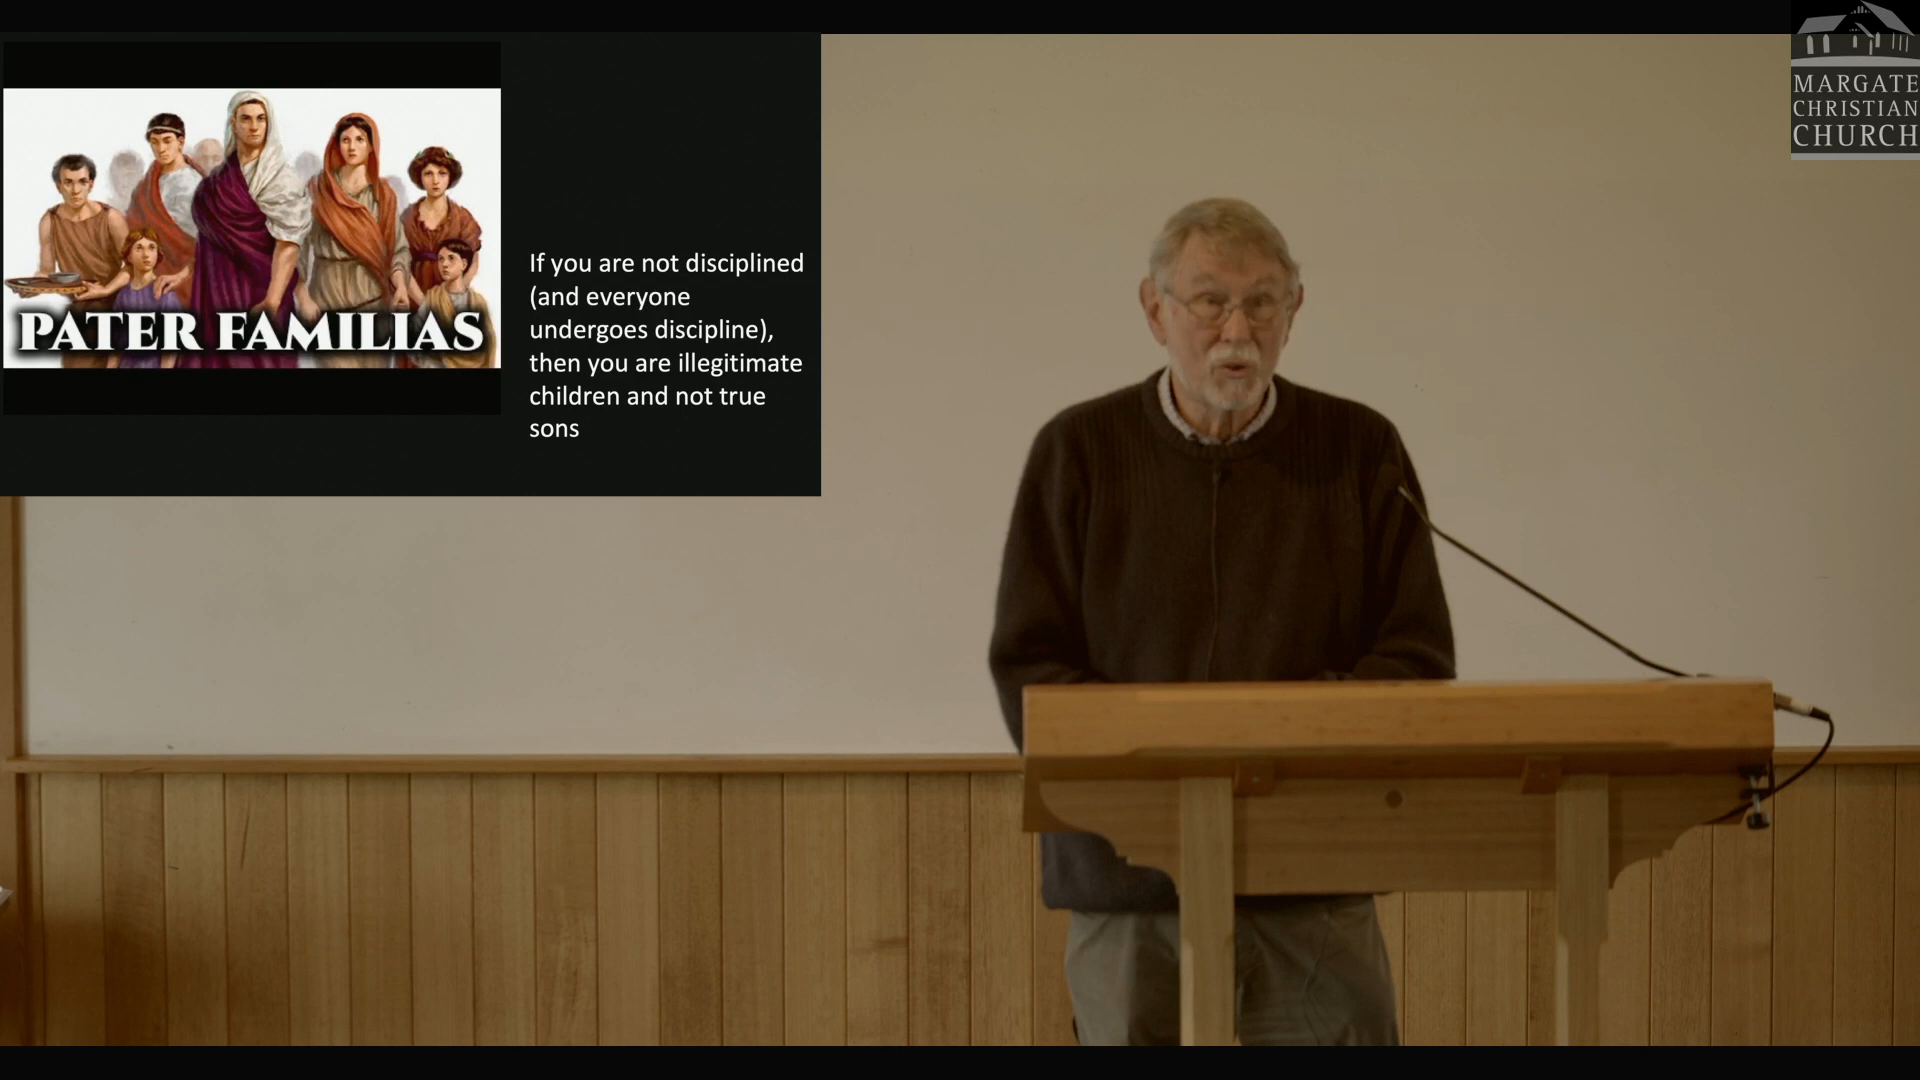 PATER FAMILIAS
If you are not disciplined
(and everyone
undergoes discipline),
then you are illegitimate
children and not true
sons
MARGATE
CHRISTIAN
CHURCH